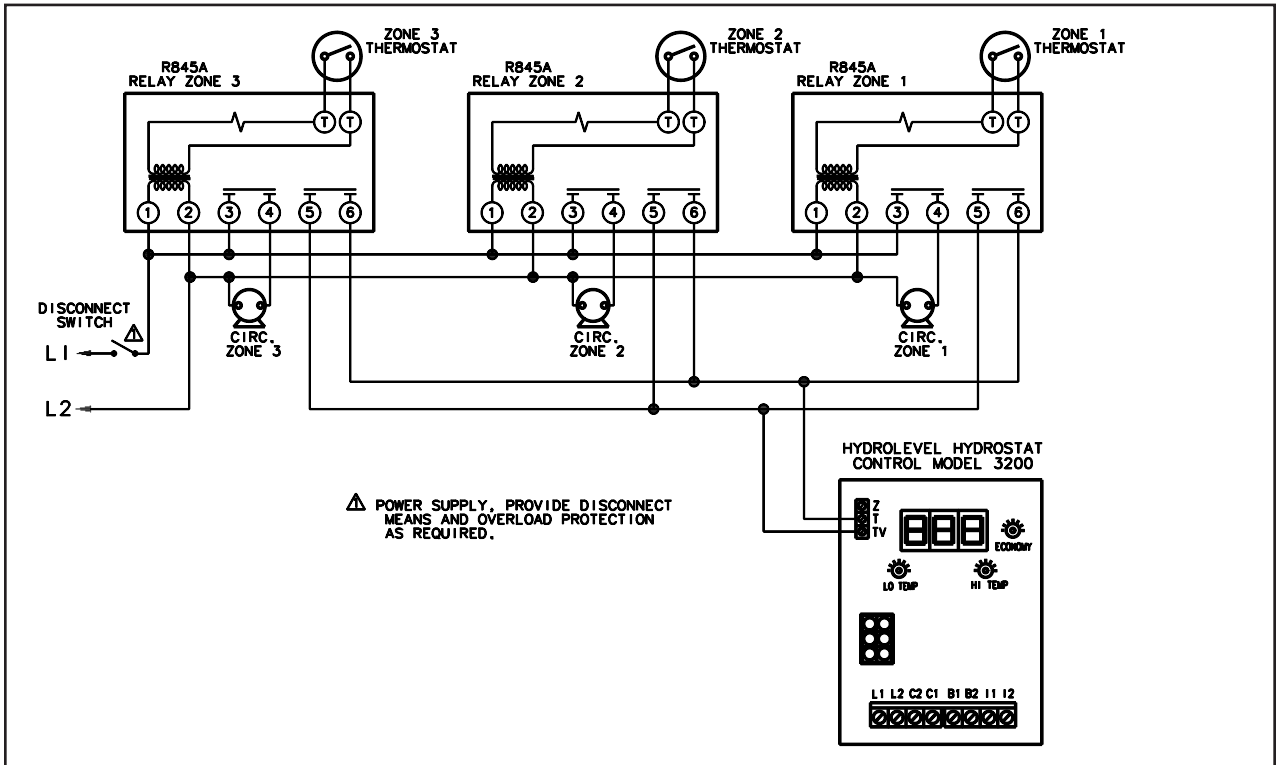 ZONE 3
THERMOSTAT
ZONE 2
THERMOSTAT
ZONE 1
THERMOSTAT
R845A
RELAY ZONE 3
R845A
RELAY ZONE 2
R845A
RELAY ZONE 1
T T
T T
T T
1 2 3 4 5 6
1 2 3 4 5 6
1 2 3 4 5 6
DISCONNECT
SWITCH
!
L1
L2
CIRC.
ZONE 3
CIRC.
ZONE 2
CIRC.
ZONE 1
HYDROLEVEL HYDROSTAT
CONTROL MODEL 3200
! POWER SUPPLY, PROVIDE DISCONNECT
MEANS AND OVERLOAD PROTECTION
AS REQUIRED.
Z
T
TV
888
ECONOMY
LO TEMP
HI TEMP
L1 L2 C2 C1 B1 B2 I1 I2